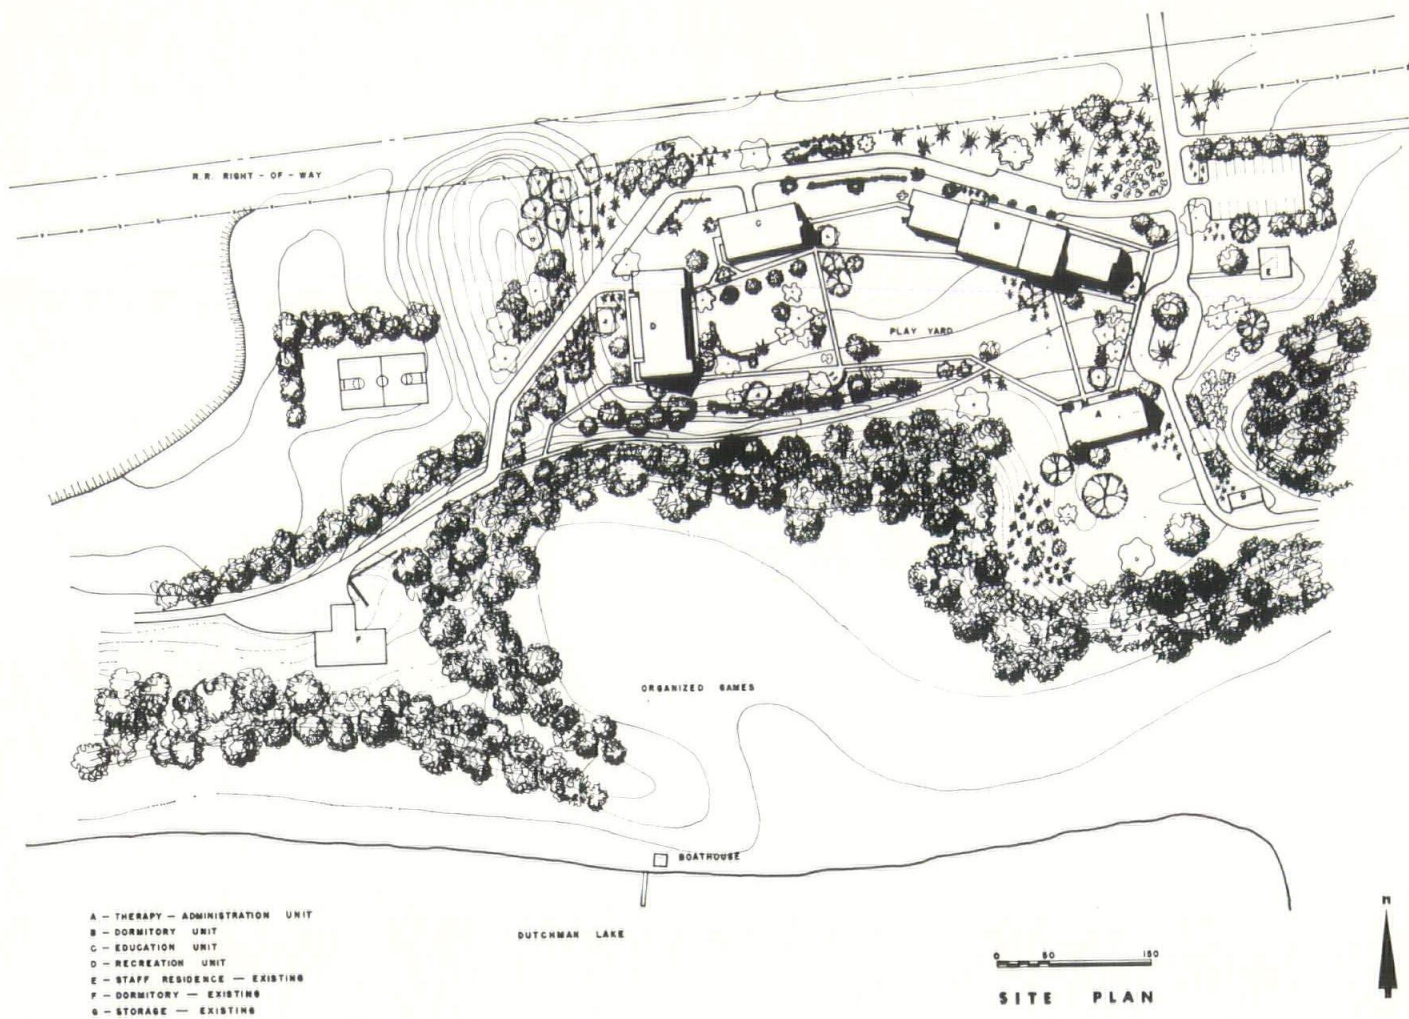 R.R. RIGHT-OF-WAY
C
B
E
D
PLAY YARD
A
G
F
ORGANIZED GAMES
BOATHOUSE
A – THERAPY – ADMINISTRATION UNIT
B – DORMITORY UNIT
C – EDUCATION UNIT
D – RECREATION UNIT
E – STAFF RESIDENCE – EXISTING
F – DORMITORY – EXISTING
G – STORAGE – EXISTING
DUTCHMAN LAKE
0 50 150
SITE PLAN
N